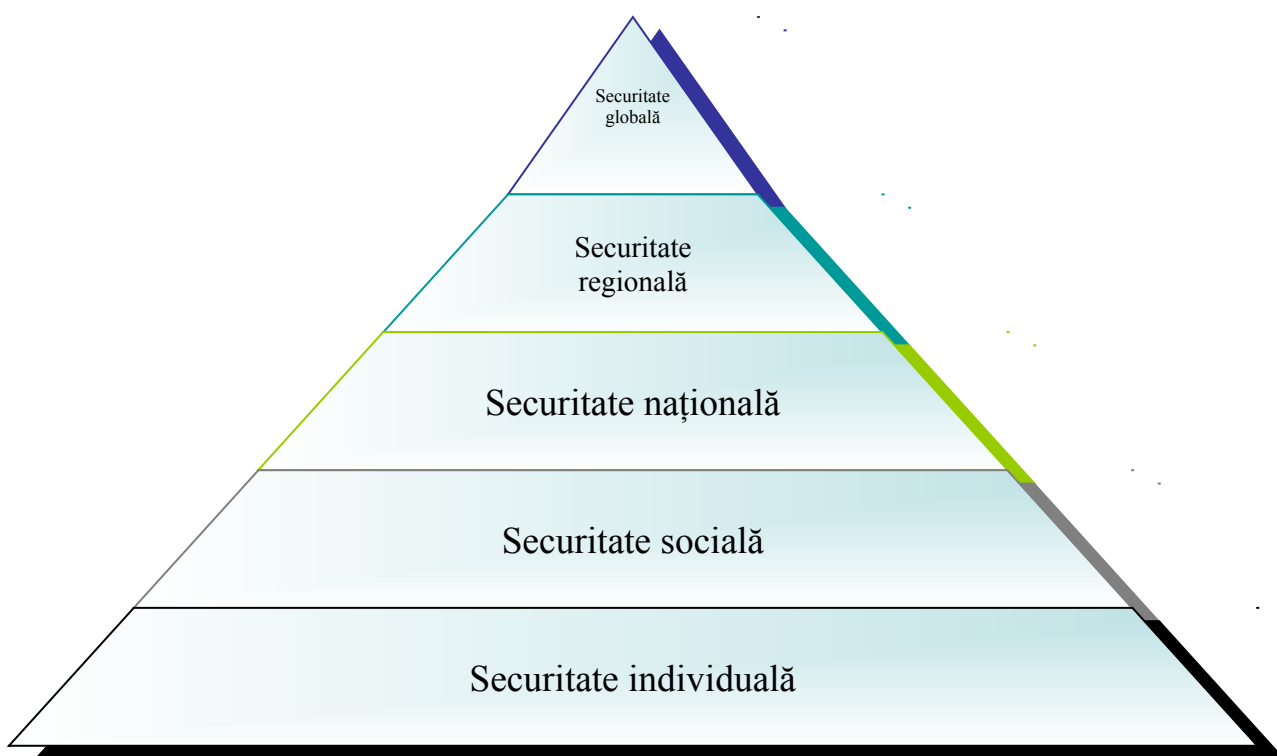 Securitate
globală
Securitate
regională
Securitate națională
Securitate socială
Securitate individuală